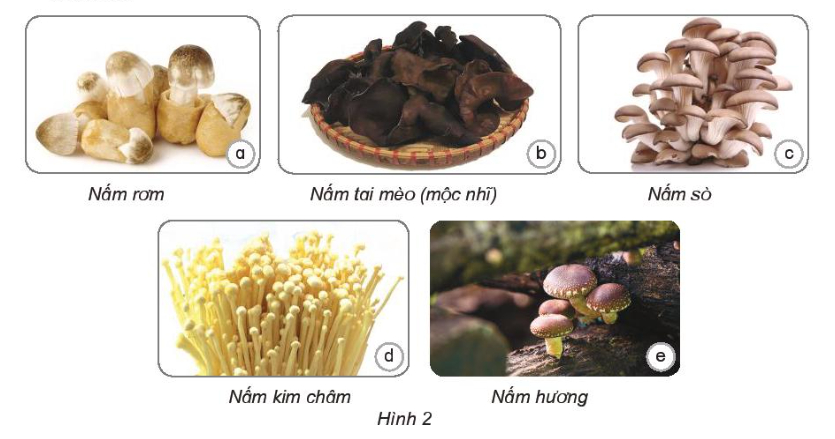 a
b
c
Nấm rơm
Nấm tai mèo (mộc nhĩ)
Nấm sò
d
e
Nấm kim châm
Nấm hương
Hình 2